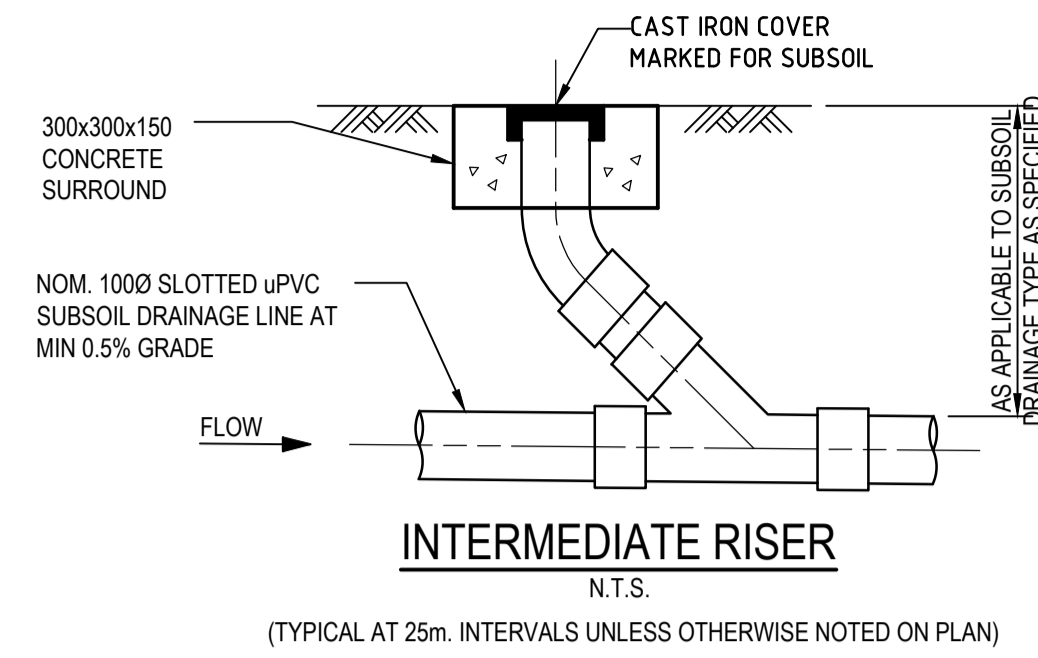 CAST IRON COVER
MARKED FOR SUBSOIL
300x300x150
CONCRETE
SURROUND
NOM. 100Ø SLOTTED uPVC
SUBSOIL DRAINAGE LINE AT
MIN 0.5% GRADE
FLOW
AS APPLICABLE TO SUBSOIL
DRAINAGE TYPE AS SPECIFIED
INTERMEDIATE RISER
N.T.S.
(TYPICAL AT 25m. INTERVALS UNLESS OTHERWISE NOTED ON PLAN)